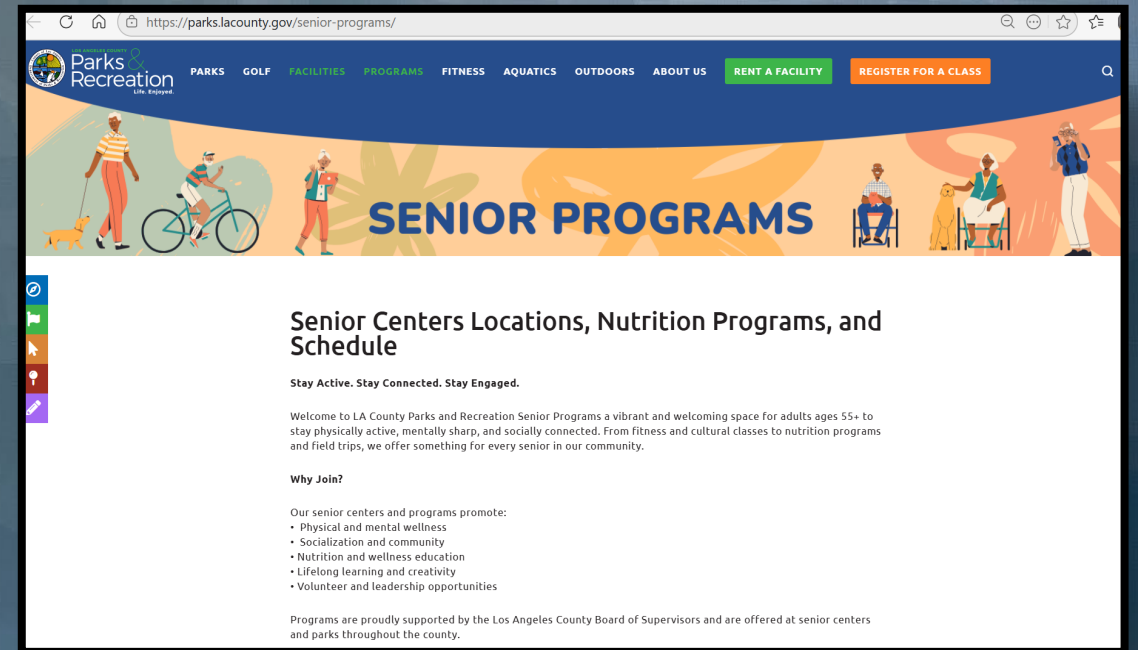 https://parks.lacounty.gov/senior-programs/
LOS ANGELES COUNTY
Parks &
Recreation
Life. Enjoyed.
PARKS GOLF FACILITIES PROGRAMS FITNESS AQUATICS OUTDOORS ABOUT US RENT A FACILITY REGISTER FOR A CLASS
SENIOR PROGRAMS
Senior Centers Locations, Nutrition Programs, and
Schedule
Stay Active. Stay Connected. Stay Engaged.
Welcome to LA County Parks and Recreation Senior Programs a vibrant and welcoming space for adults ages 55+ to
stay physically active, mentally sharp, and socially connected. From fitness and cultural classes to nutrition programs
and field trips, we offer something for every senior in our community.
Why Join?
Our senior centers and programs promote:
• Physical and mental wellness
• Socialization and community
• Nutrition and wellness education
• Lifelong learning and creativity
• Volunteer and leadership opportunities
Programs are proudly supported by the Los Angeles County Board of Supervisors and are offered at senior centers
and parks throughout the county.